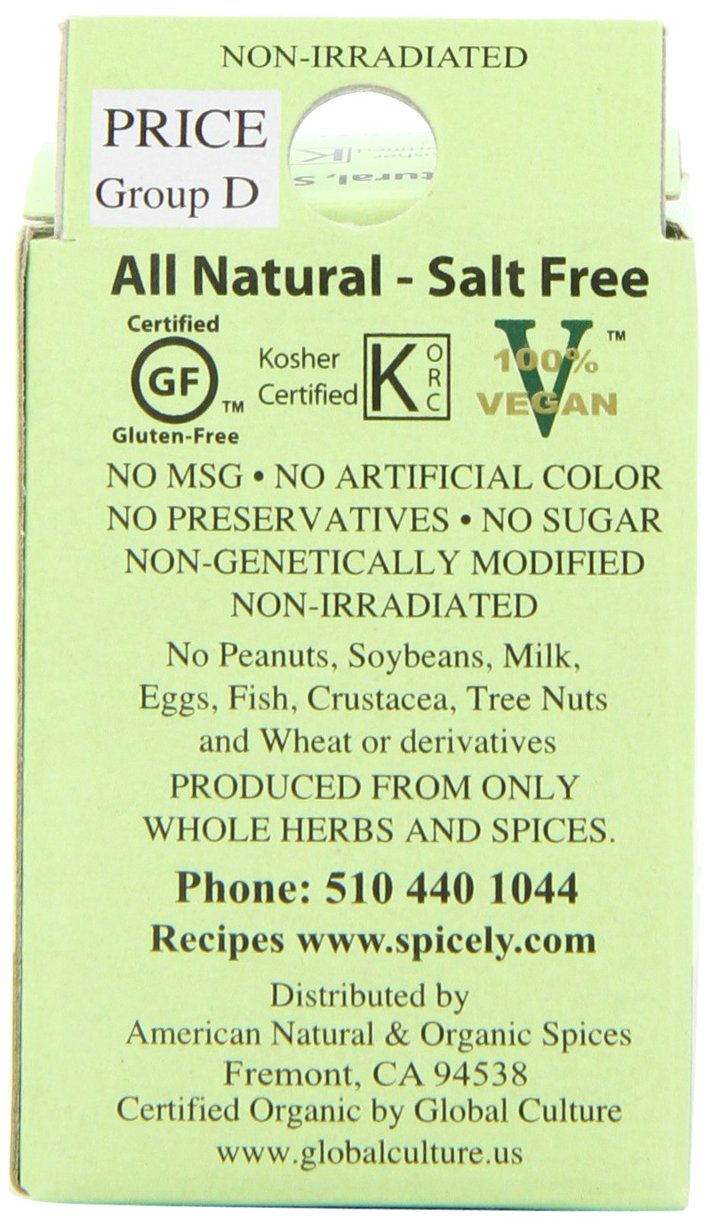 NON-IRRADIATED
PRICE
Group D
All Natural - Salt Free
Certified
GF
TM
Gluten-Free
Kosher
Certified
K
ORC
V
TM
100%
VEGAN
NO MSG • NO ARTIFICIAL COLOR
NO PRESERVATIVES • NO SUGAR
NON-GENETICALLY MODIFIED
NON-IRRADIATED
No Peanuts, Soybeans, Milk,
Eggs, Fish, Crustacea, Tree Nuts
and Wheat or derivatives
PRODUCED FROM ONLY
WHOLE HERBS AND SPICES.
Phone: 510 440 1044
Recipes www.spicely.com
Distributed by
American Natural & Organic Spices
Fremont, CA 94538
Certified Organic by Global Culture
www.globalculture.us